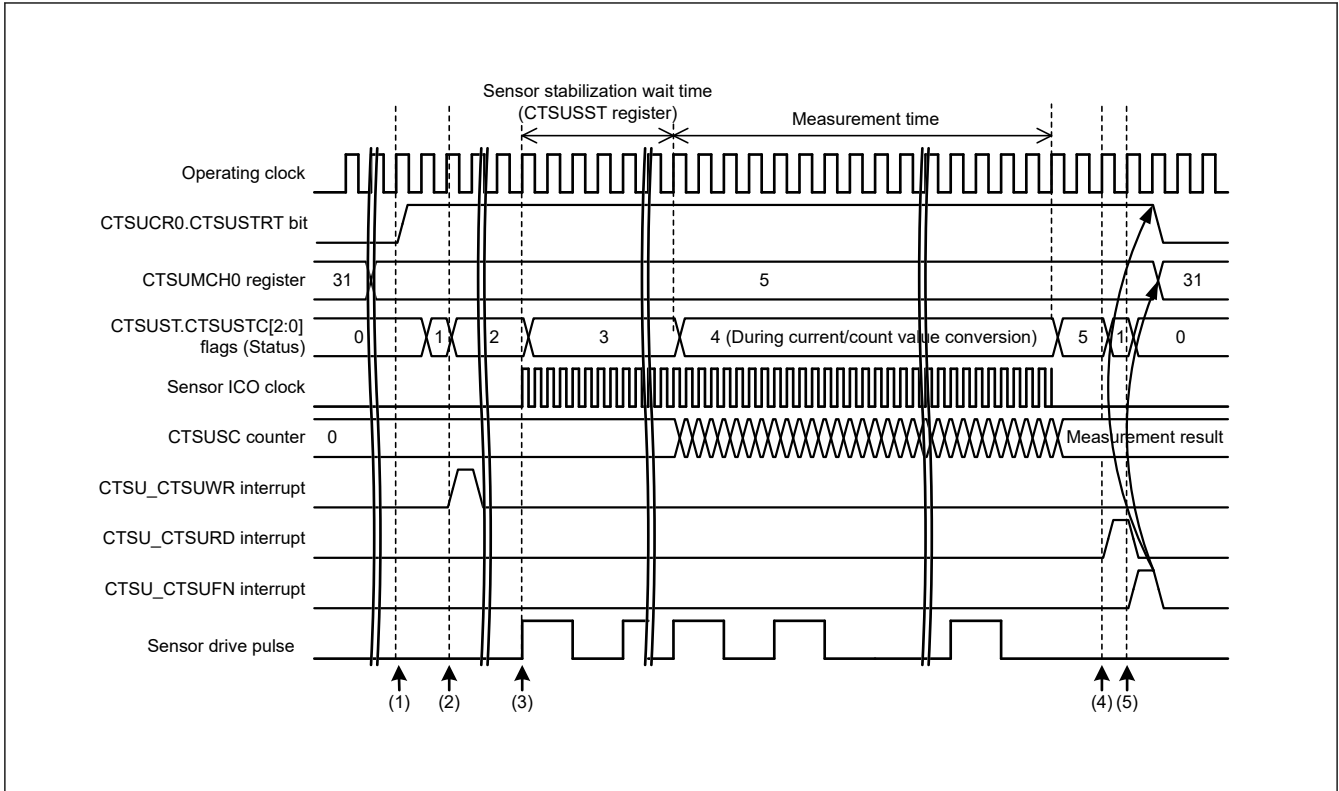 Sensor stabilization wait time
(CTSUSST register)
Measurement time
Operating clock
CTSUCR0.CTSUSTRT bit
CTSUMCH0 register
31
5
31
CTSUST.CTSUSTC[2:0]
flags (Status)
0
1
2
3
4 (During current/count value conversion)
5
1
0
Sensor ICO clock
CTSUSC counter
0
Measurement result
CTSU_CTSUWR interrupt
CTSU_CTSURD interrupt
CTSU_CTSUFN interrupt
Sensor drive pulse
(1)
(2)
(3)
(4)
(5)